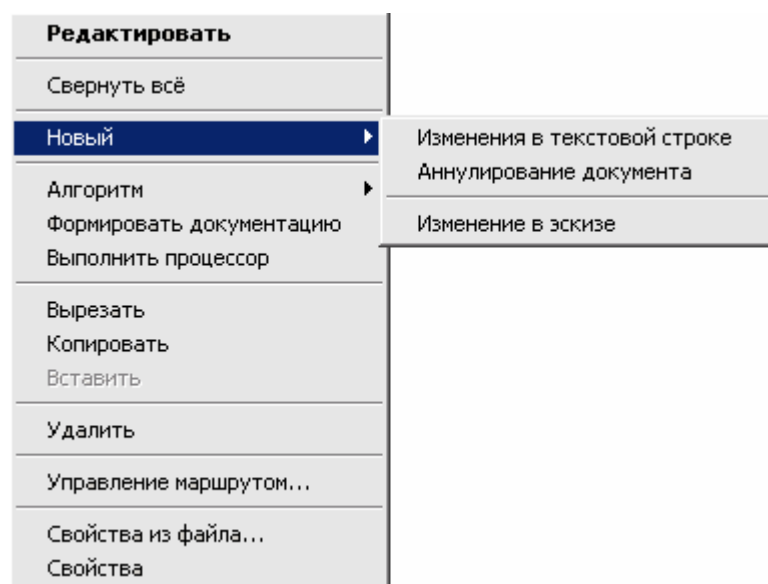 Редактировать
Свернуть всё
Новый
Изменения в текстовой строке
Аннулирование документа
Изменение в эскизе
Алгоритм
Формировать документацию
Выполнить процессор
Вырезать
Копировать
Вставить
Удалить
Управление маршрутом...
Свойства из файла...
Свойства